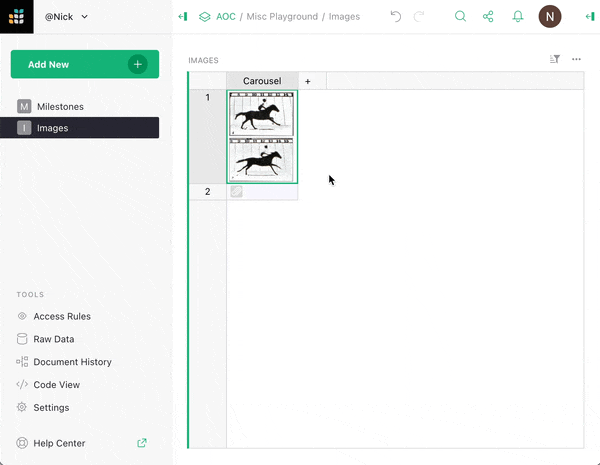 @Nick
AOC / Misc Playground / Images
N
Add New
M Milestones
I Images
IMAGES
Carousel +
1
2
TOOLS
Access Rules
Raw Data
Document History
Code View
Settings
Help Center